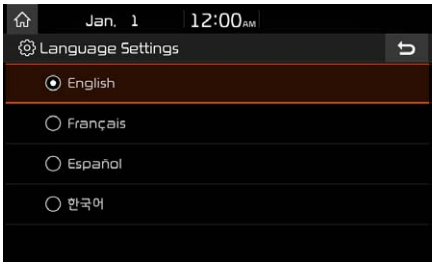 Jan. 1 12:00AM
Language Settings
English
Français
Español
한국어